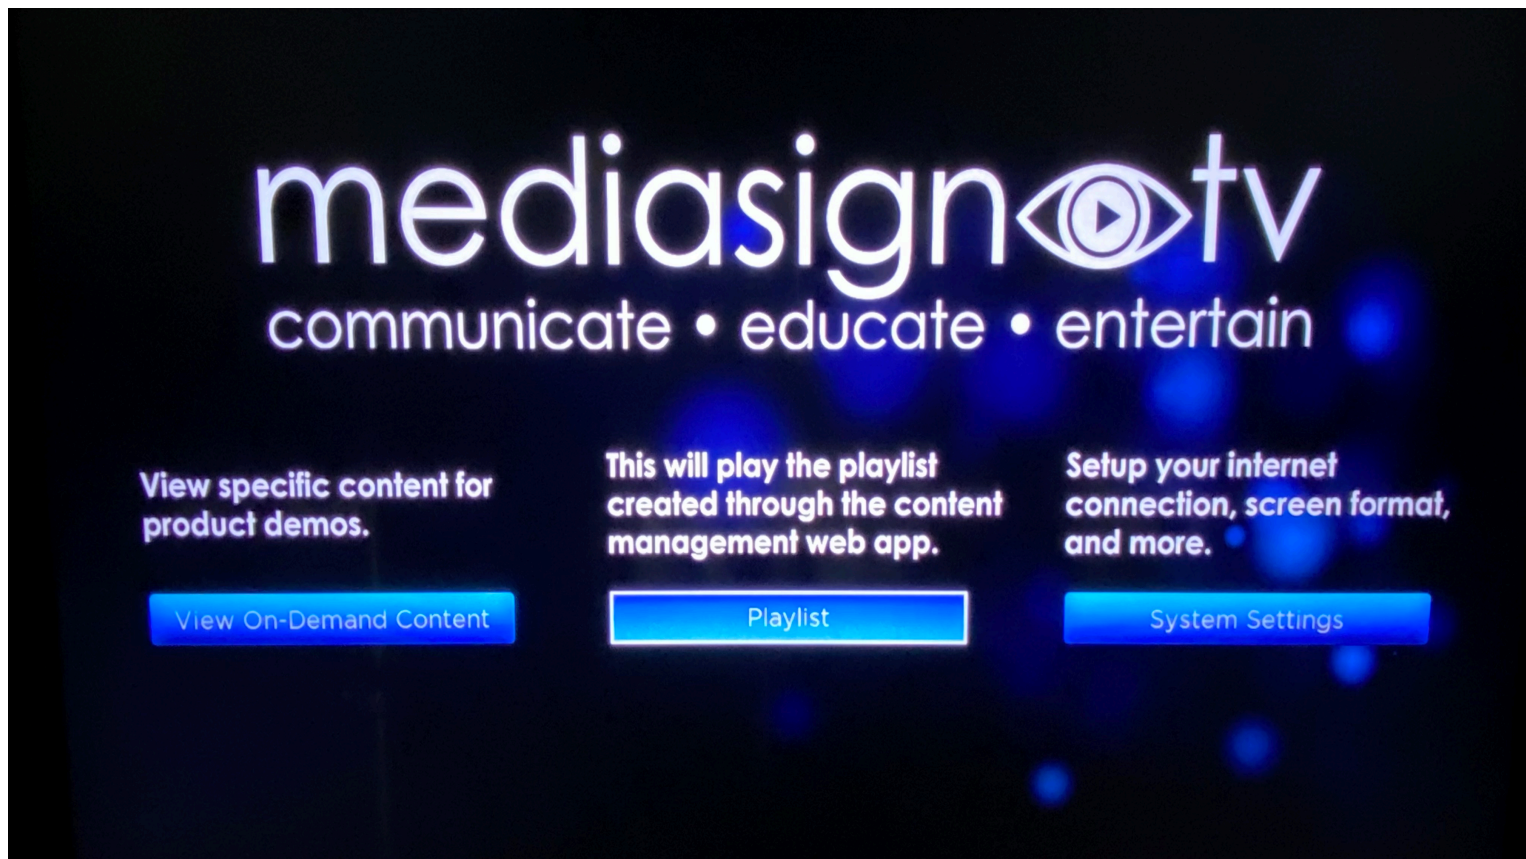 mediasign tv
communicate • educate • entertain
View specific content for
product demos.
This will play the playlist
created through the content
management web app.
Setup your internet
connection, screen format,
and more.
View On-Demand Content
Playlist
System Settings